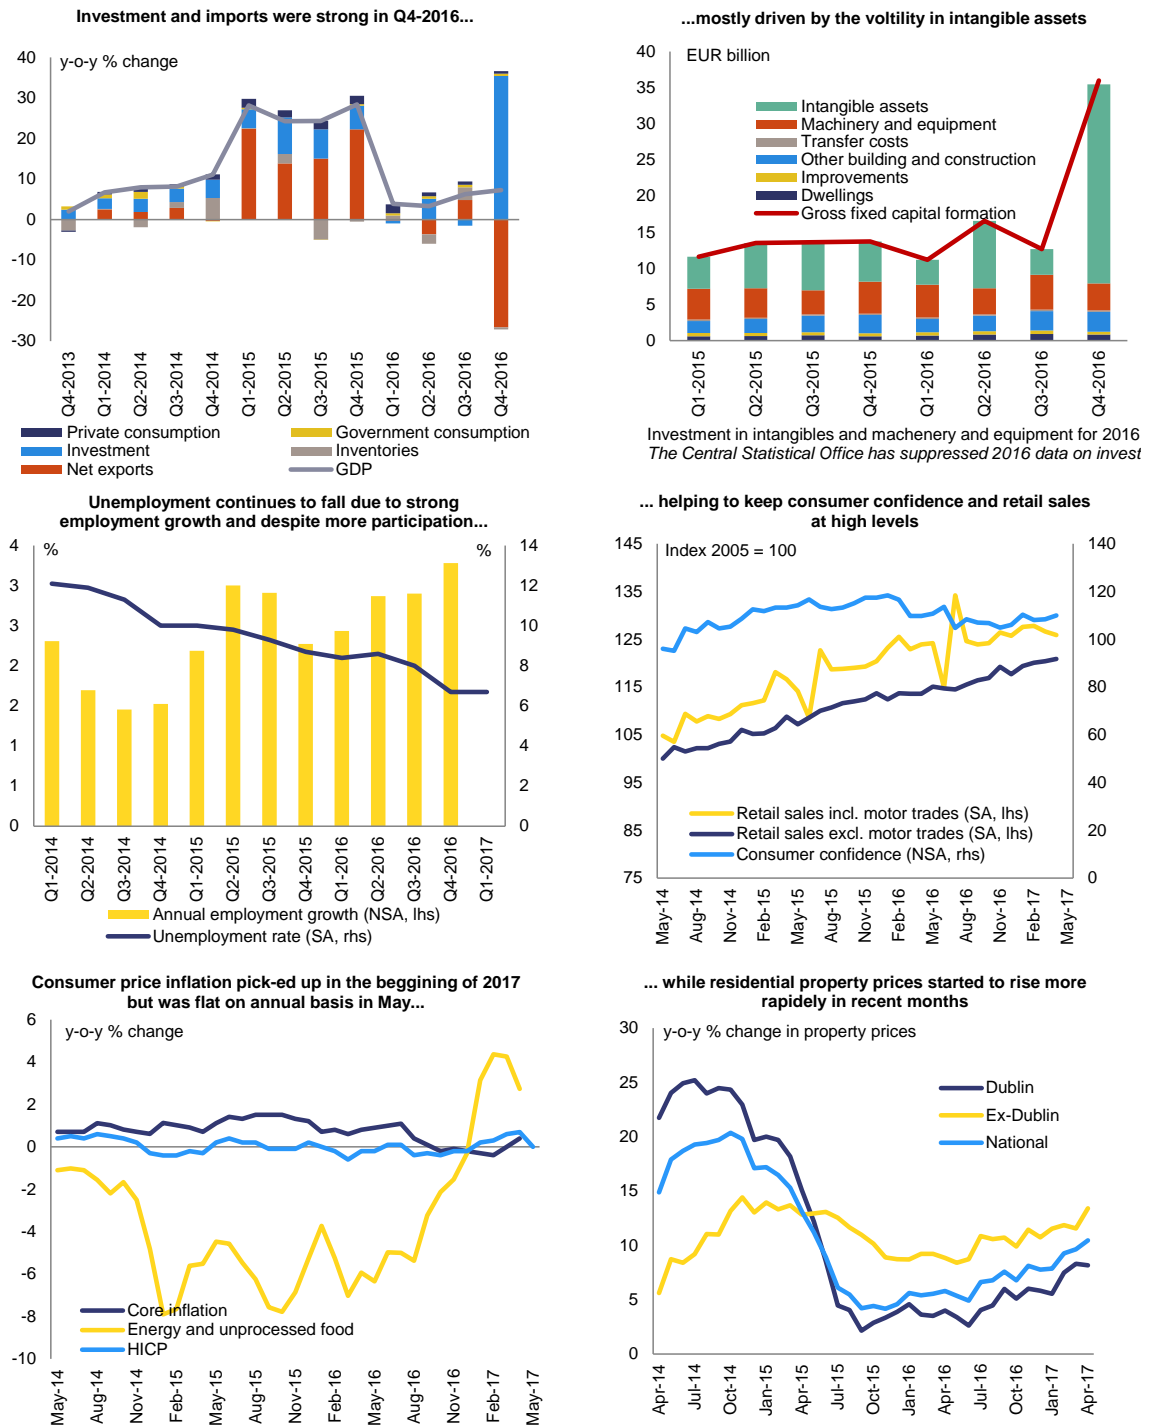 Investment and imports were strong in Q4-2016...
y-o-y % change
40
30
20
10
0
-10
-20
-30
Q4-2013
Q1-2014
Q2-2014
Q3-2014
Q4-2014
Q1-2015
Q2-2015
Q3-2015
Q4-2015
Q1-2016
Q2-2016
Q3-2016
Q4-2016
Private consumption
Government consumption
Investment
Inventories
Net exports
GDP
...mostly driven by the voltility in intangible assets
EUR billion
40
35
30
25
20
15
10
5
0
Intangible assets
Machinery and equipment
Transfer costs
Other building and construction
Improvements
Dwellings
Gross fixed capital formation
Q1-2015
Q2-2015
Q3-2015
Q4-2015
Q1-2016
Q2-2016
Q3-2016
Q4-2016
Investment in intangibles and machenery and equipment for 2016
The Central Statistical Office has suppressed 2016 data on invest
Unemployment continues to fall due to strong
employment growth and despite more participation...
%
%
4
3
3
2
2
1
1
0
14
12
10
8
6
4
2
0
Q1-2014
Q2-2014
Q3-2014
Q4-2014
Q1-2015
Q2-2015
Q3-2015
Q4-2015
Q1-2016
Q2-2016
Q3-2016
Q4-2016
Q1-2017
Annual employment growth (NSA, lhs)
Unemployment rate (SA, rhs)
... helping to keep consumer confidence and retail sales
at high levels
Index 2005 = 100
145
135
125
115
105
95
85
75
140
120
100
80
60
40
20
0
Retail sales incl. motor trades (SA, lhs)
Retail sales excl. motor trades (SA, lhs)
Consumer confidence (NSA, rhs)
May-14
Aug-14
Nov-14
Feb-15
May-15
Aug-15
Nov-15
Feb-16
May-16
Aug-16
Nov-16
Feb-17
May-17
Consumer price inflation pick-ed up in the beggining of 2017
but was flat on annual basis in May...
y-o-y % change
6
4
2
0
-2
-4
-6
-8
-10
Core inflation
Energy and unprocessed food
HICP
May-14
Aug-14
Nov-14
Feb-15
May-15
Aug-15
Nov-15
Feb-16
May-16
Aug-16
Nov-16
Feb-17
May-17
... while residential property prices started to rise more
rapidely in recent months
y-o-y % change in property prices
30
25
20
15
10
5
0
Dublin
Ex-Dublin
National
Apr-14
Jul-14
Oct-14
Jan-15
Apr-15
Jul-15
Oct-15
Jan-16
Apr-16
Jul-16
Oct-16
Jan-17
Apr-17